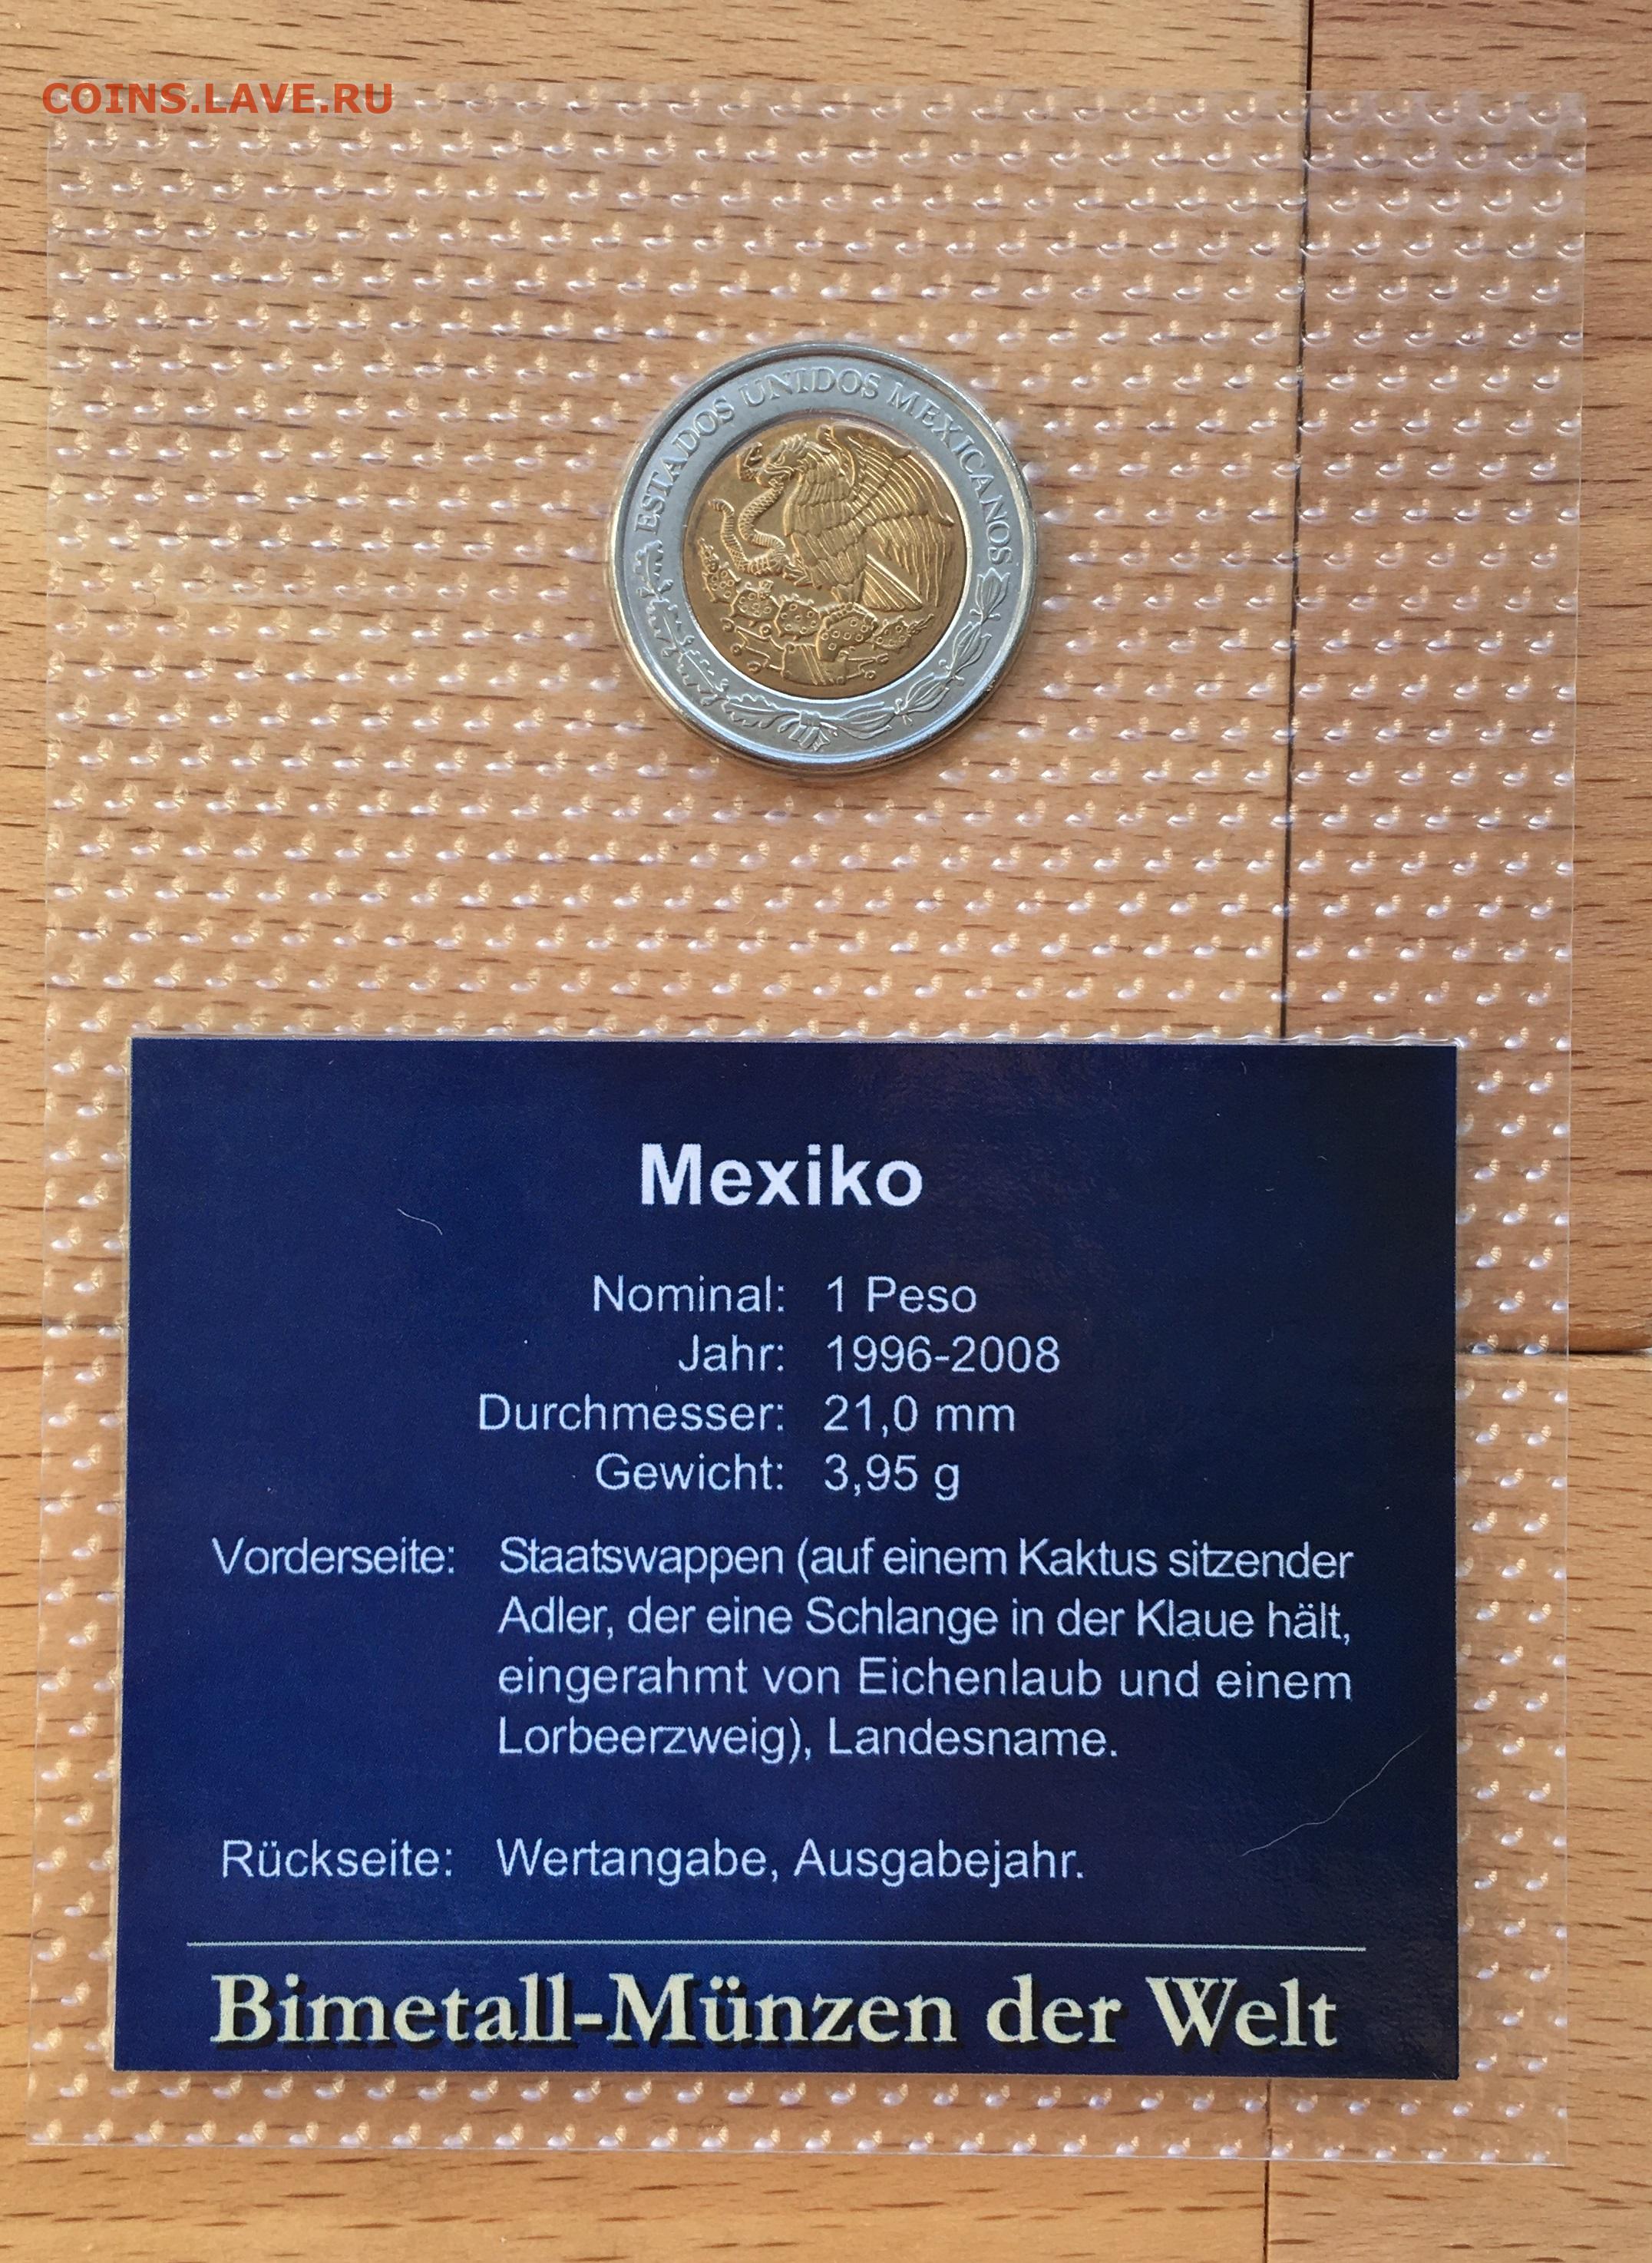 COINS.LAVE.RU
ESTADOS UNIDOS MEXICANOS
Mexiko
Nominal: 1 Peso
Jahr: 1996-2008
Durchmesser: 21,0 mm
Gewicht: 3,95 g
Vorderseite: Staatswappen (auf einem Kaktus sitzender
Adler, der eine Schlange in der Klaue hält,
eingerahmt von Eichenlaub und einem
Lorbeerzweig), Landesname.
Rückseite: Wertangabe, Ausgabejahr.
Bimetall-Münzen der Welt